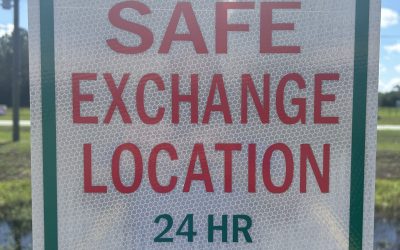 SAFE
EXCHANGE
LOCATION
24 HR